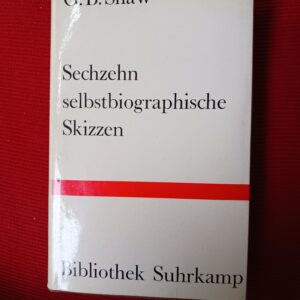 G. B. Shaw
Sechzehn
selbstbiographische
Skizzen
Bibliothek Suhrkamp